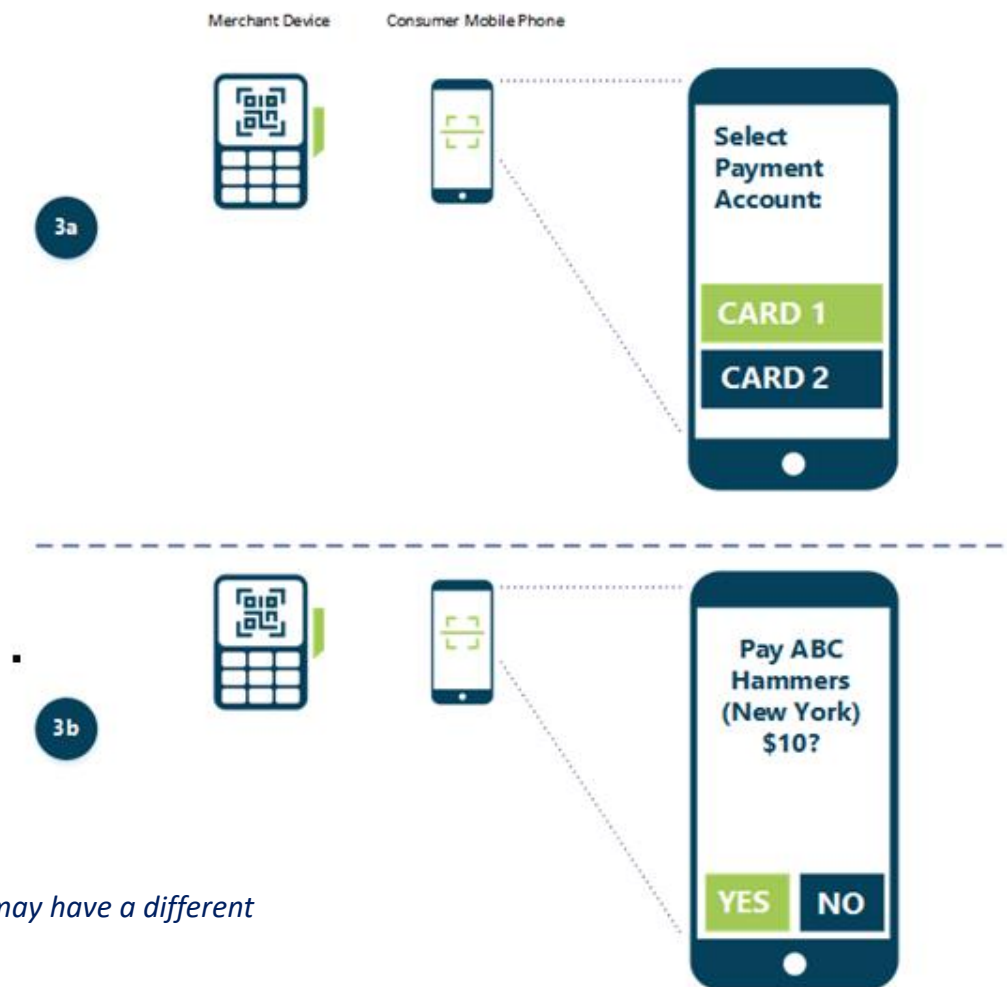 Merchant Device
Consumer Mobile Phone
3a
Select
Payment
Account:
CARD 1
CARD 2
.
3b
Pay ABC
Hammers
(New York)
$10?
YES
NO
may have a different